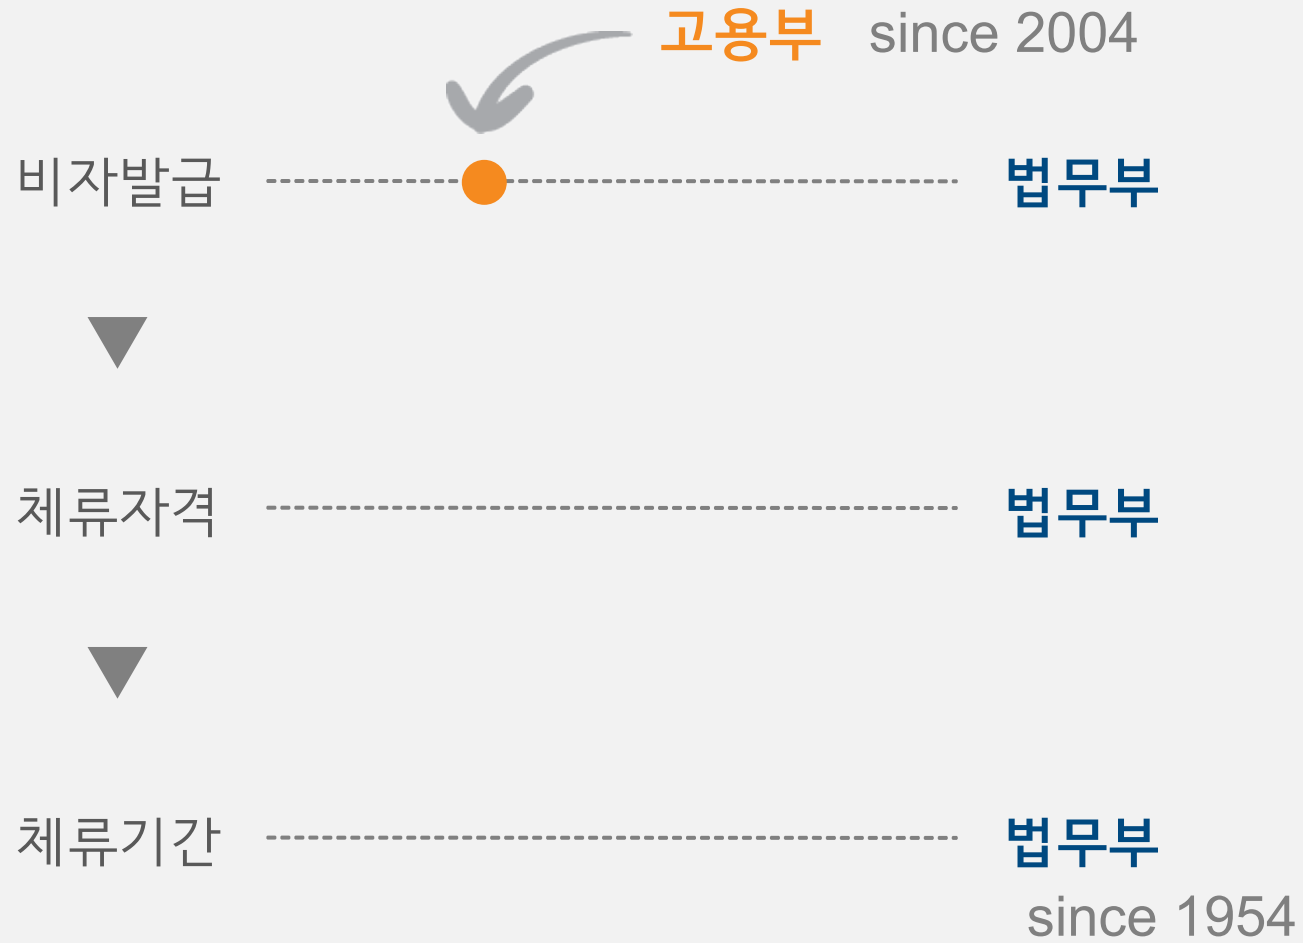 고용부 since 2004
비자발급 법무부
체류자격 법무부
체류기간 법무부
since 1954